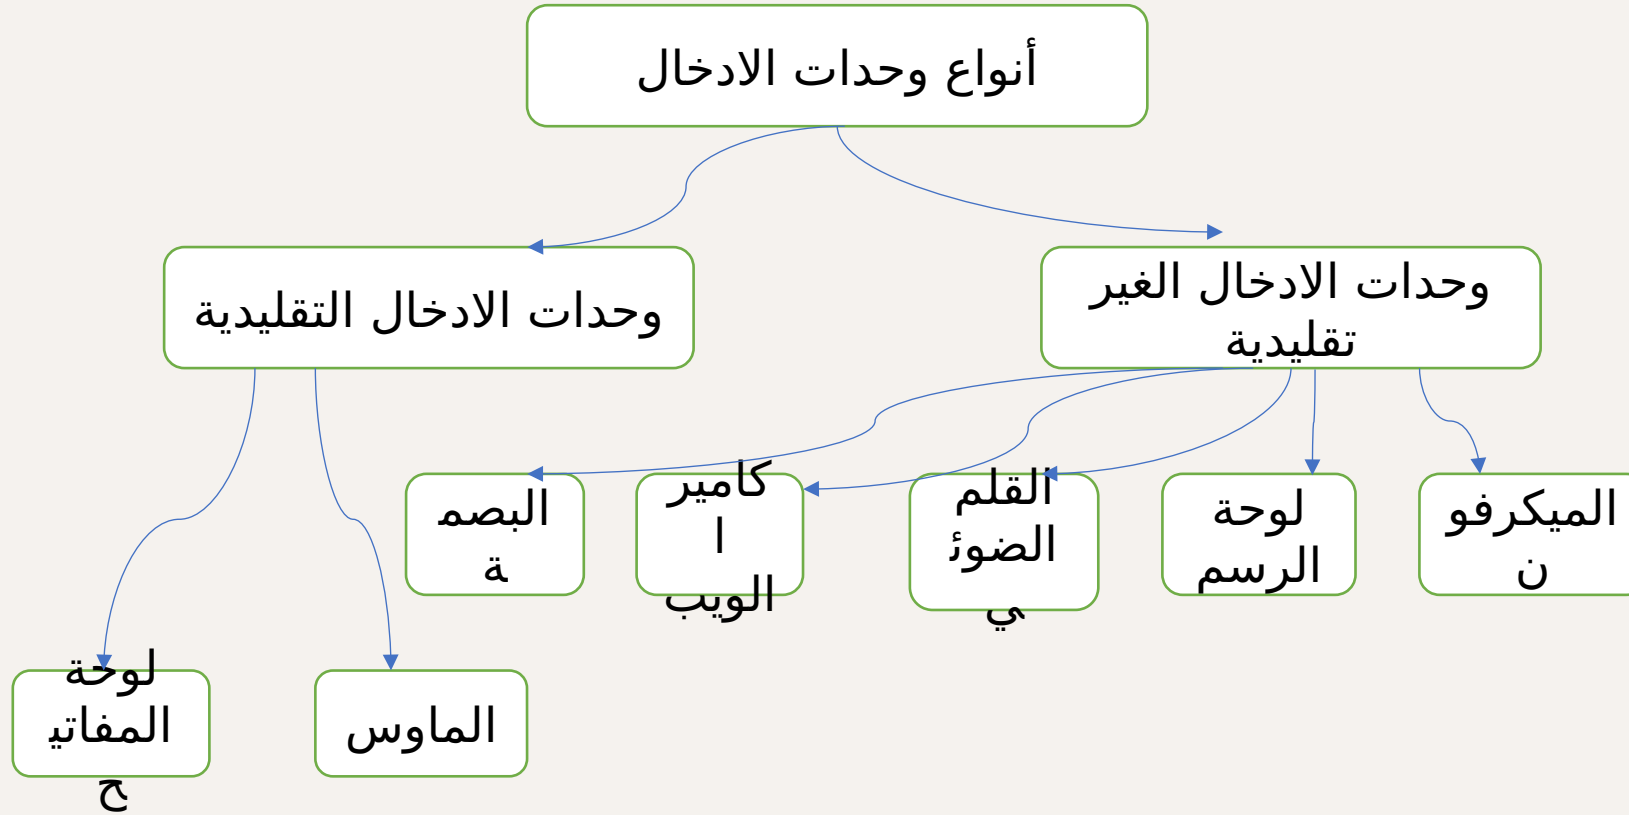 أنواع وحدات الادخال
وحدات الادخال الغير
تقليدية
وحدات الادخال التقليدية
الميكرفو
ن
لوحة
الرسم
القلم
الضوئ
ي
كامير
ا
الويب
البصم
ة
الماوس
لوحة
المفاتي
ح